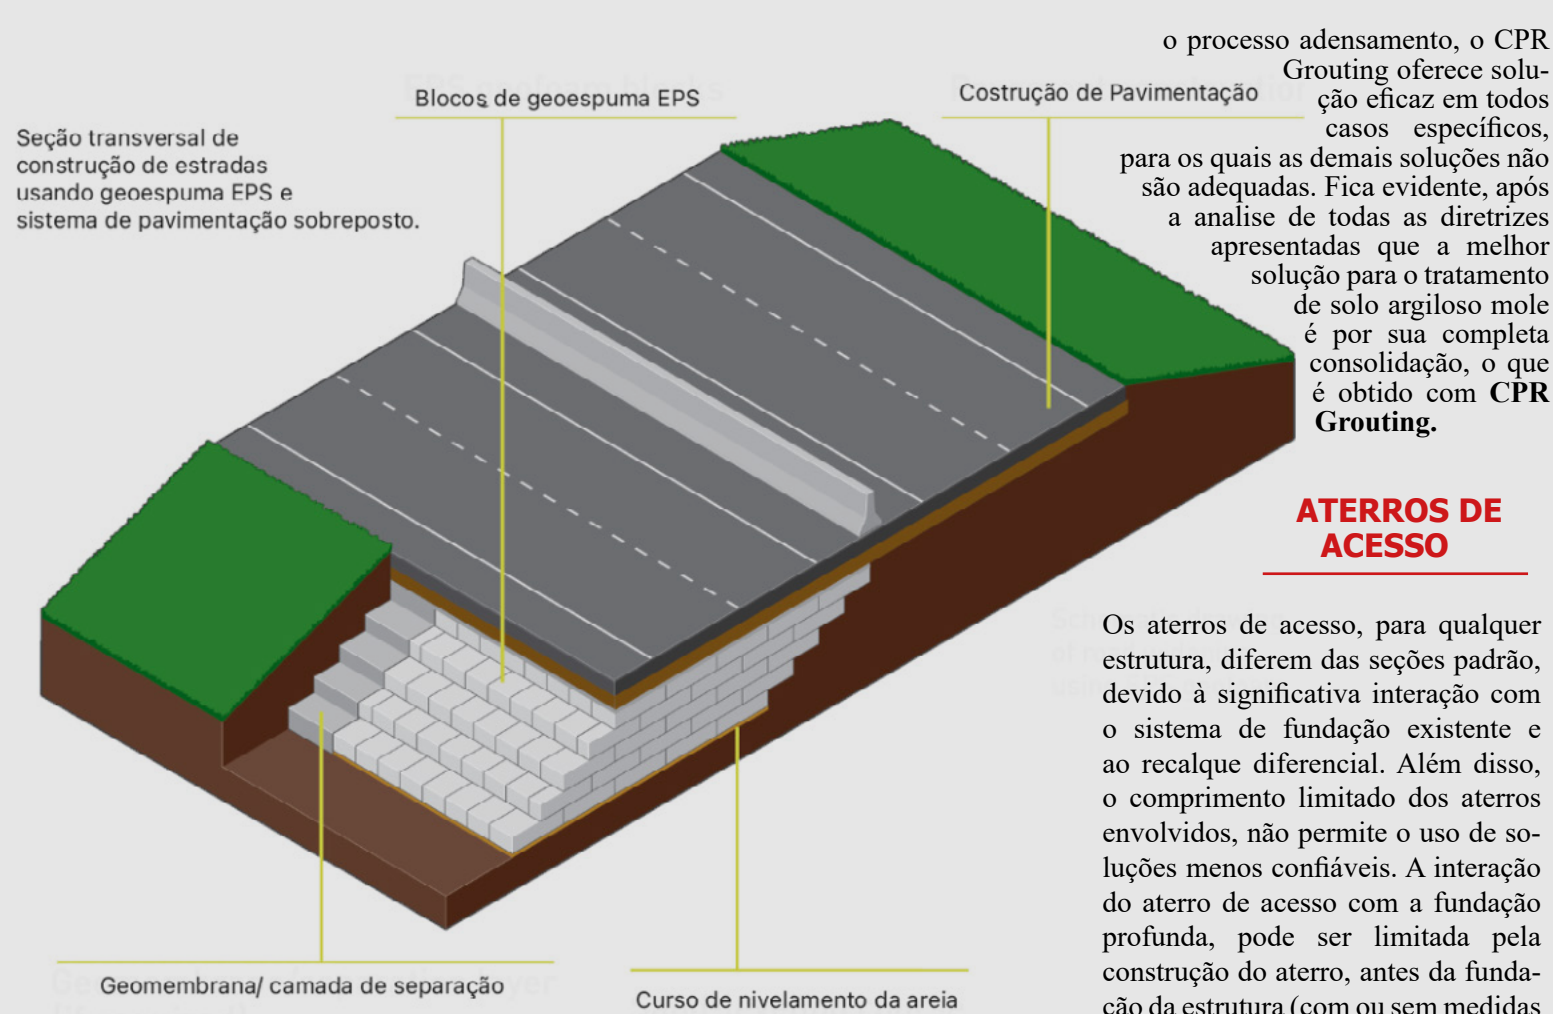 Blocos de geoespuma EPS
Costrução de Pavimentação
Seção transversal de
construção de estradas
usando geoespuma EPS e
sistema de pavimentação sobreposto.
Geomembrana/ camada de separação
Curso de nivelamento da areia
o processo adensamento, o CPR
Grouting oferece solu-
ção eficaz em todos
casos específicos,
para os quais as demais soluções não
são adequadas. Fica evidente, após
a analise de todas as diretrizes
apresentadas que a melhor
solução para o tratamento
de solo argiloso mole
é por sua completa
consolidação, o que
é obtido com CPR
Grouting.
ATERROS DE
ACESSO
Os aterros de acesso, para qualquer
estrutura, diferem das seções padrão,
devido à significativa interação com
o sistema de fundação existente e
ao recalque diferencial. Além disso,
o comprimento limitado dos aterros
envolvidos, não permite o uso de so-
luções menos confiáveis. A interação
do aterro de acesso com a fundação
profunda, pode ser limitada pela
construção do aterro, antes da funda-
ção da estrutura (com ou sem medidas